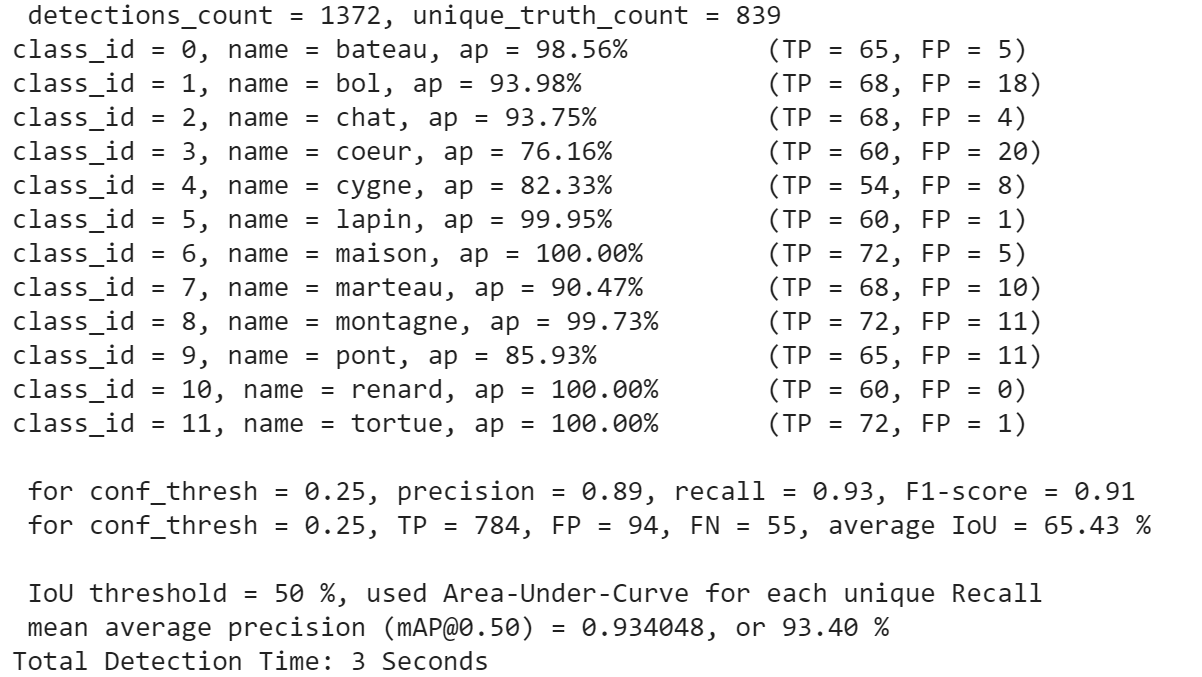 detections_count = 1372, unique_truth_count = 839
class_id = 0, name = bateau, ap = 98.56% (TP = 65, FP = 5)
class_id = 1, name = bol, ap = 93.98% (TP = 68, FP = 18)
class_id = 2, name = chat, ap = 93.75% (TP = 68, FP = 4)
class_id = 3, name = coeur, ap = 76.16% (TP = 60, FP = 20)
class_id = 4, name = cygne, ap = 82.33% (TP = 54, FP = 8)
class_id = 5, name = lapin, ap = 99.95% (TP = 60, FP = 1)
class_id = 6, name = maison, ap = 100.00% (TP = 72, FP = 5)
class_id = 7, name = marteau, ap = 90.47% (TP = 68, FP = 10)
class_id = 8, name = montagne, ap = 99.73% (TP = 72, FP = 11)
class_id = 9, name = pont, ap = 85.93% (TP = 65, FP = 11)
class_id = 10, name = renard, ap = 100.00% (TP = 60, FP = 0)
class_id = 11, name = tortue, ap = 100.00% (TP = 72, FP = 1)
for conf_thresh = 0.25, precision = 0.89, recall = 0.93, F1-score = 0.91
for conf_thresh = 0.25, TP = 784, FP = 94, FN = 55, average IoU = 65.43 %
IoU threshold = 50 %, used Area-Under-Curve for each unique Recall
mean average precision (mAP@0.50) = 0.934048, or 93.40 %
Total Detection Time: 3 Seconds